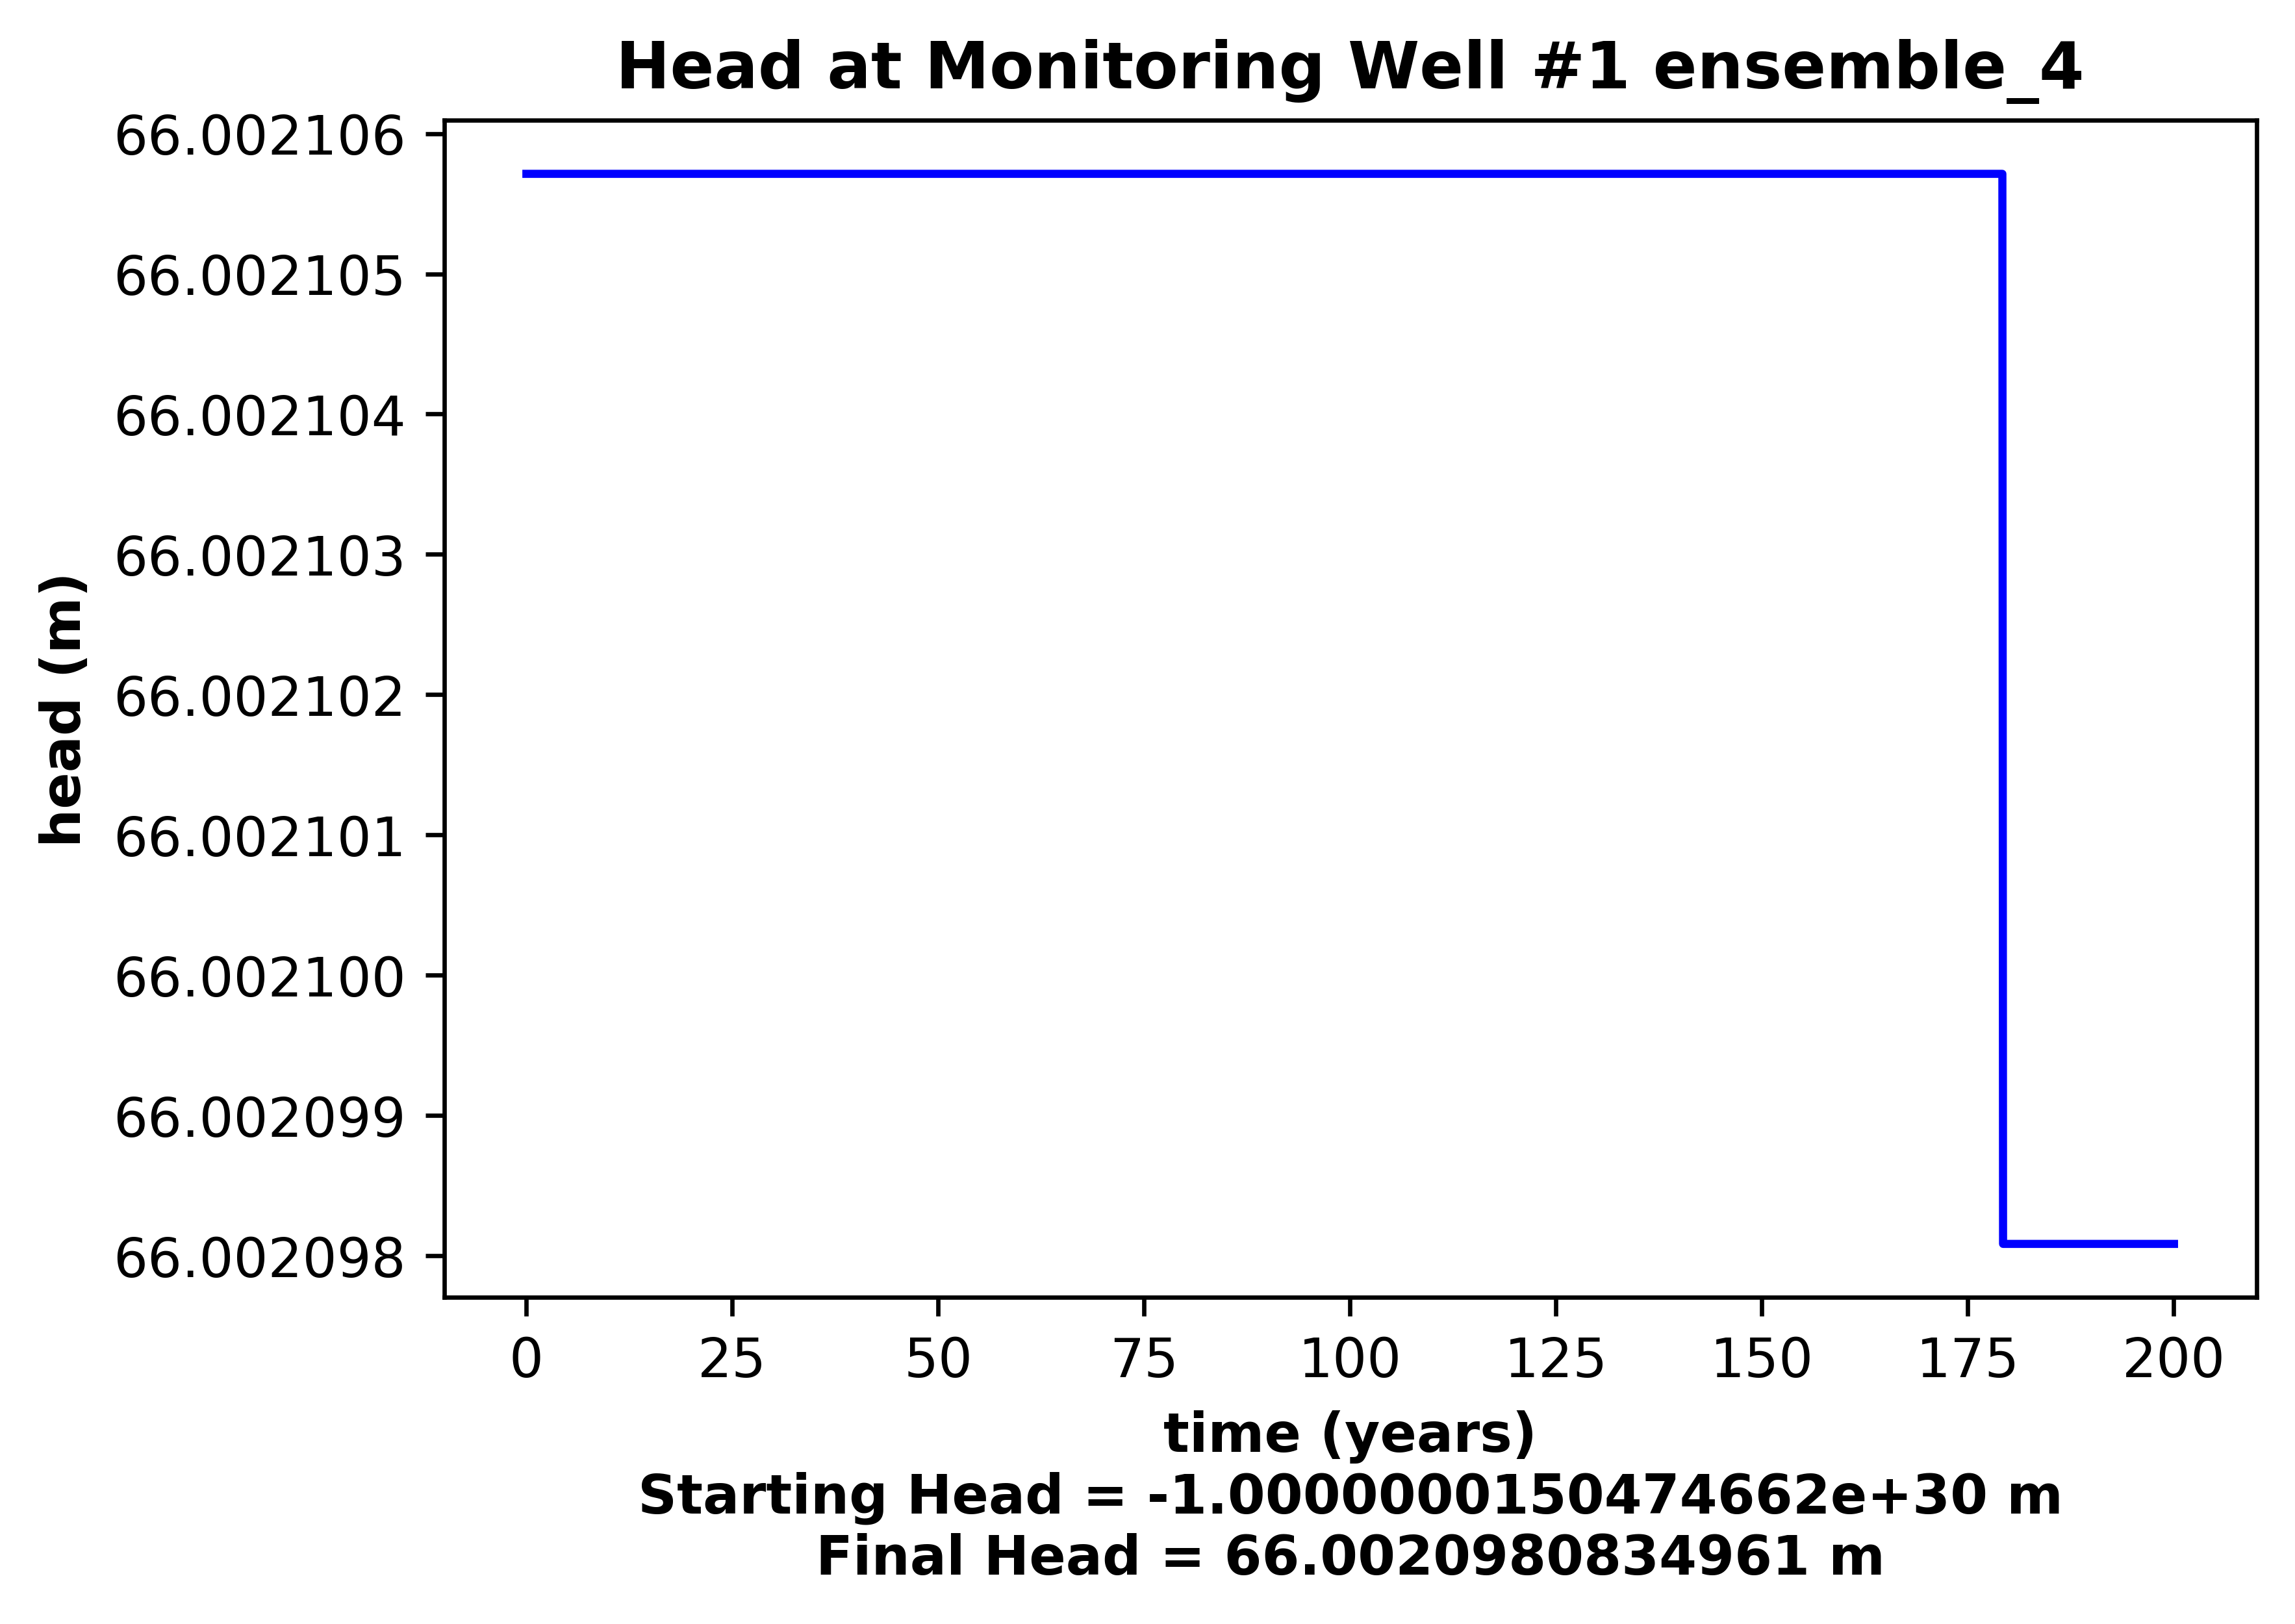 Head at Monitoring Well #1 ensemble_4
66.002106
66.002105
66.002104
66.002103
66.002102
66.002101
66.002100
66.002099
66.002098
head (m)
0 25 50 75 100 125 150 175 200
time (years)
Starting Head = -1.0000000150474662e+30 m
Final Head = 66.0020980834961 m